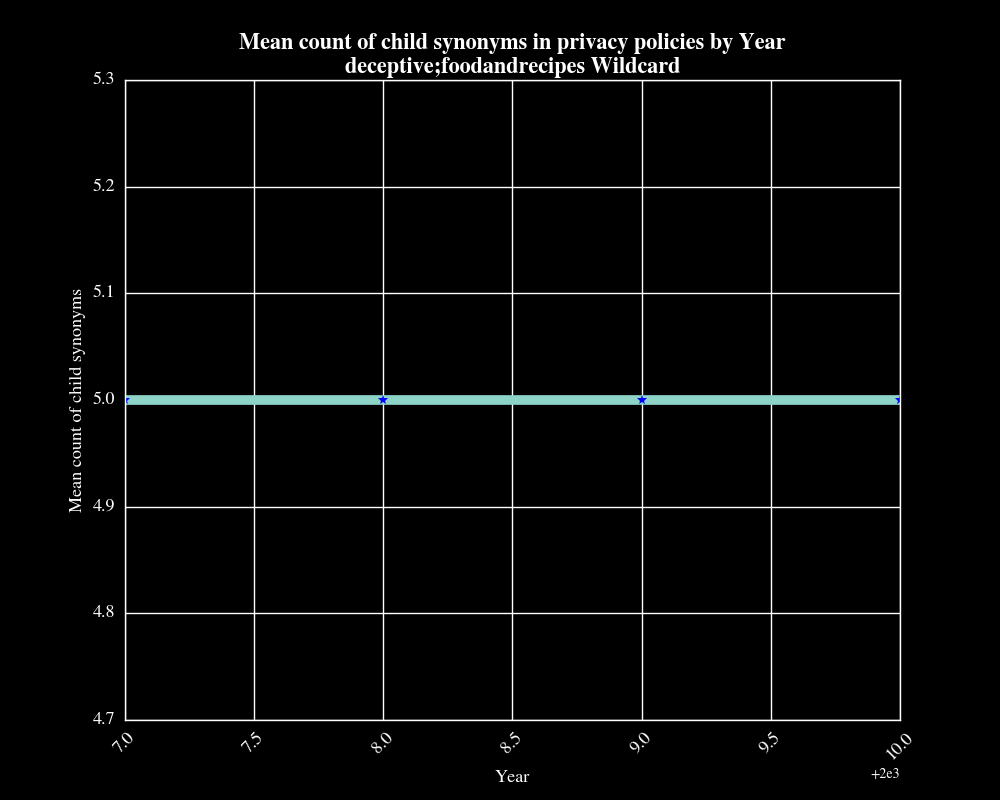 Mean count of child synonyms in privacy policies by Year
deceptive;foodandrecipes Wildcard
5.3
5.2
5.1
5.0
4.9
4.8
4.7
Mean count of child synonyms
7.0
7.5
8.0
8.5
9.0
9.5
10.0
Year
+2e3